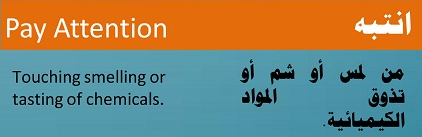 Pay Attention
انتبه
Touching smelling or
tasting of chemicals.
من لمس أو شم أو
تذوق المواد
الكيميائية.